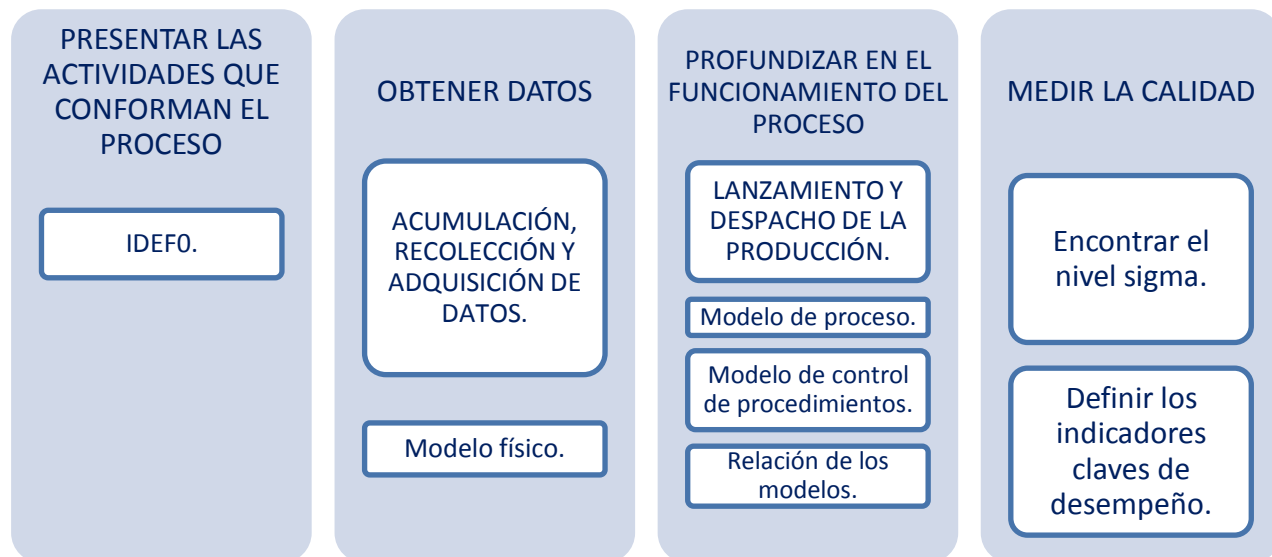 PRESENTAR LAS
ACTIVIDADES QUE
CONFORMAN EL
PROCESO
IDEF0.
OBTENER DATOS
ACUMULACIÓN,
RECOLECCIÓN Y
ADQUISICIÓN DE
DATOS.
Modelo físico.
PROFUNDIZAR EN EL
FUNCIONAMIENTO DEL
PROCESO
LANZAMIENTO Y
DESPACHO DE LA
PRODUCCIÓN.
Modelo de proceso.
Modelo de control
de procedimientos.
Relación de los
modelos.
MEDIR LA CALIDAD
Encontrar el
nivel sigma.
Definir los
indicadores
claves de
desempeño.